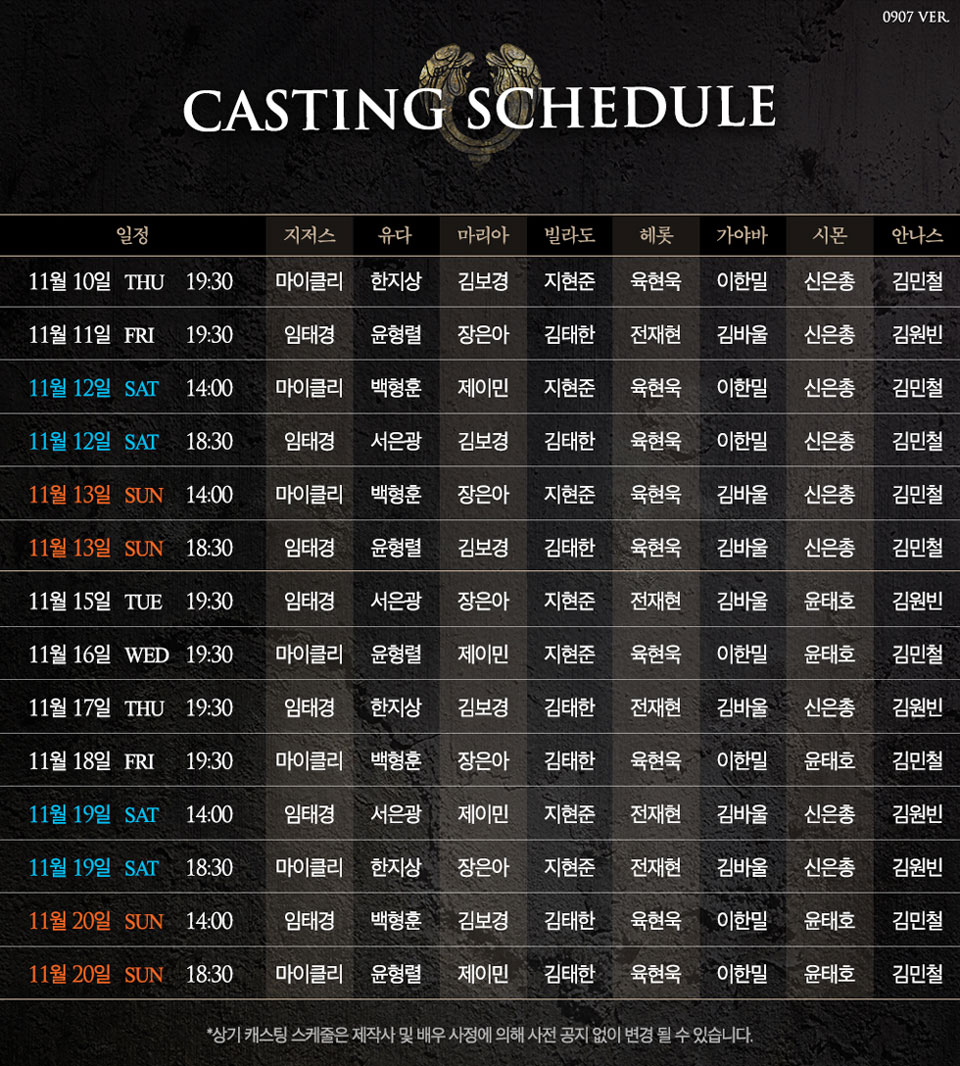 0907 VER.
CASTING SCHEDULE
일정 지저스 유다 마리아 빌라도 헤롯 가야바 시몬 안나스
11월 10일 THU 19:30 마이클리 한지상 김보경 지현준 육현욱 이한밀 신은총 김민철
11월 11일 FRI 19:30 임태경 윤형렬 장은아 김태한 전재현 김바울 신은총 김원빈
11월 12일 SAT 14:00 마이클리 백형훈 제이민 지현준 육현욱 이한밀 신은총 김민철
11월 12일 SAT 18:30 임태경 서은광 김보경 김태한 육현욱 이한밀 신은총 김민철
11월 13일 SUN 14:00 마이클리 백형훈 장은아 지현준 육현욱 김바울 신은총 김민철
11월 13일 SUN 18:30 임태경 윤형렬 김보경 김태한 육현욱 김바울 신은총 김민철
11월 15일 TUE 19:30 임태경 서은광 장은아 지현준 전재현 김바울 윤태호 김원빈
11월 16일 WED 19:30 마이클리 윤형렬 제이민 지현준 육현욱 이한밀 윤태호 김민철
11월 17일 THU 19:30 임태경 한지상 김보경 김태한 전재현 김바울 신은총 김원빈
11월 18일 FRI 19:30 마이클리 백형훈 장은아 김태한 육현욱 이한밀 윤태호 김민철
11월 19일 SAT 14:00 임태경 서은광 제이민 지현준 전재현 김바울 신은총 김원빈
11월 19일 SAT 18:30 마이클리 한지상 장은아 지현준 전재현 김바울 신은총 김원빈
11월 20일 SUN 14:00 임태경 백형훈 김보경 김태한 육현욱 이한밀 윤태호 김민철
11월 20일 SUN 18:30 마이클리 윤형렬 제이민 김태한 육현욱 이한밀 윤태호 김민철
*상기 캐스팅 스케줄은 제작사 및 배우 사정에 의해 사전 공지 없이 변경 될 수 있습니다.